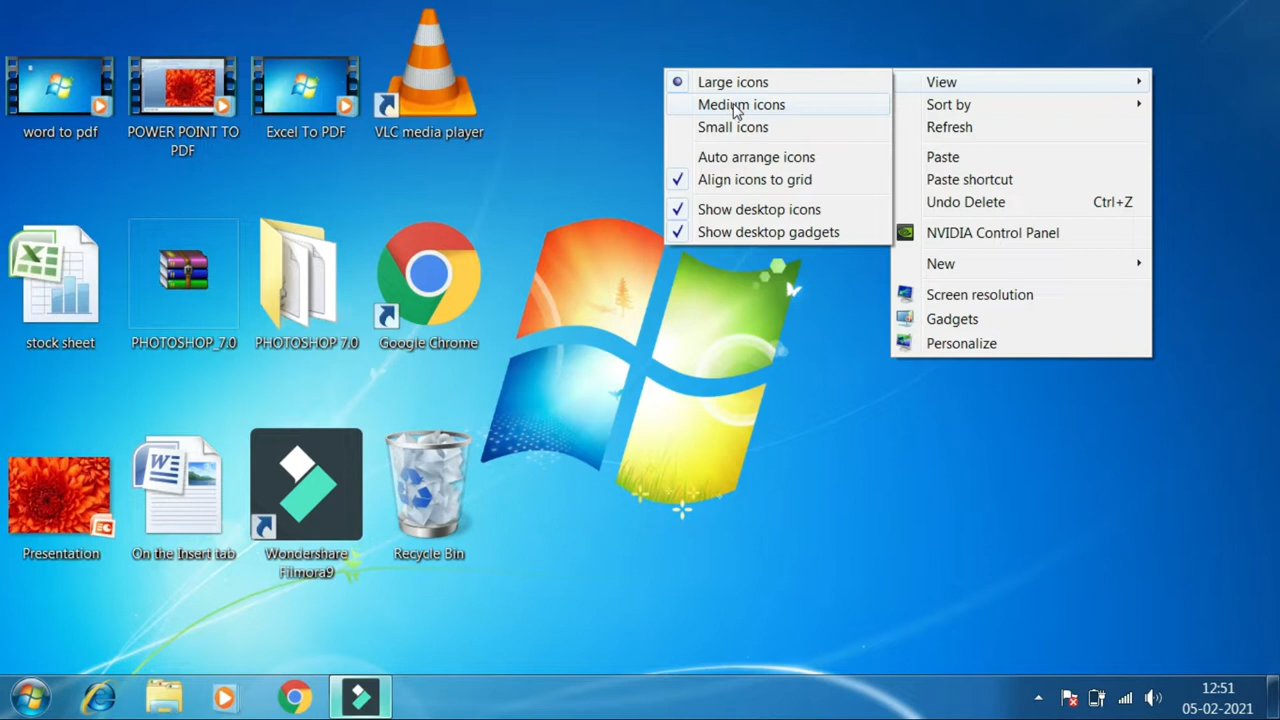 word to pdf
POWER POINT TO
PDF
Excel To PDF
VLC media player
stock sheet
PHOTOSHOP_7.0
PHOTOSHOP 7.0
Google Chrome
Presentation
On the Insert tab
Wondershare
Filmora9
Recycle Bin
Large icons
Medium icons
Small icons
Auto arrange icons
Align icons to grid
Show desktop icons
Show desktop gadgets
View
Sort by
Refresh
Paste
Paste shortcut
Undo Delete Ctrl+Z
NVIDIA Control Panel
New
Screen resolution
Gadgets
Personalize
12:51
05-02-2021